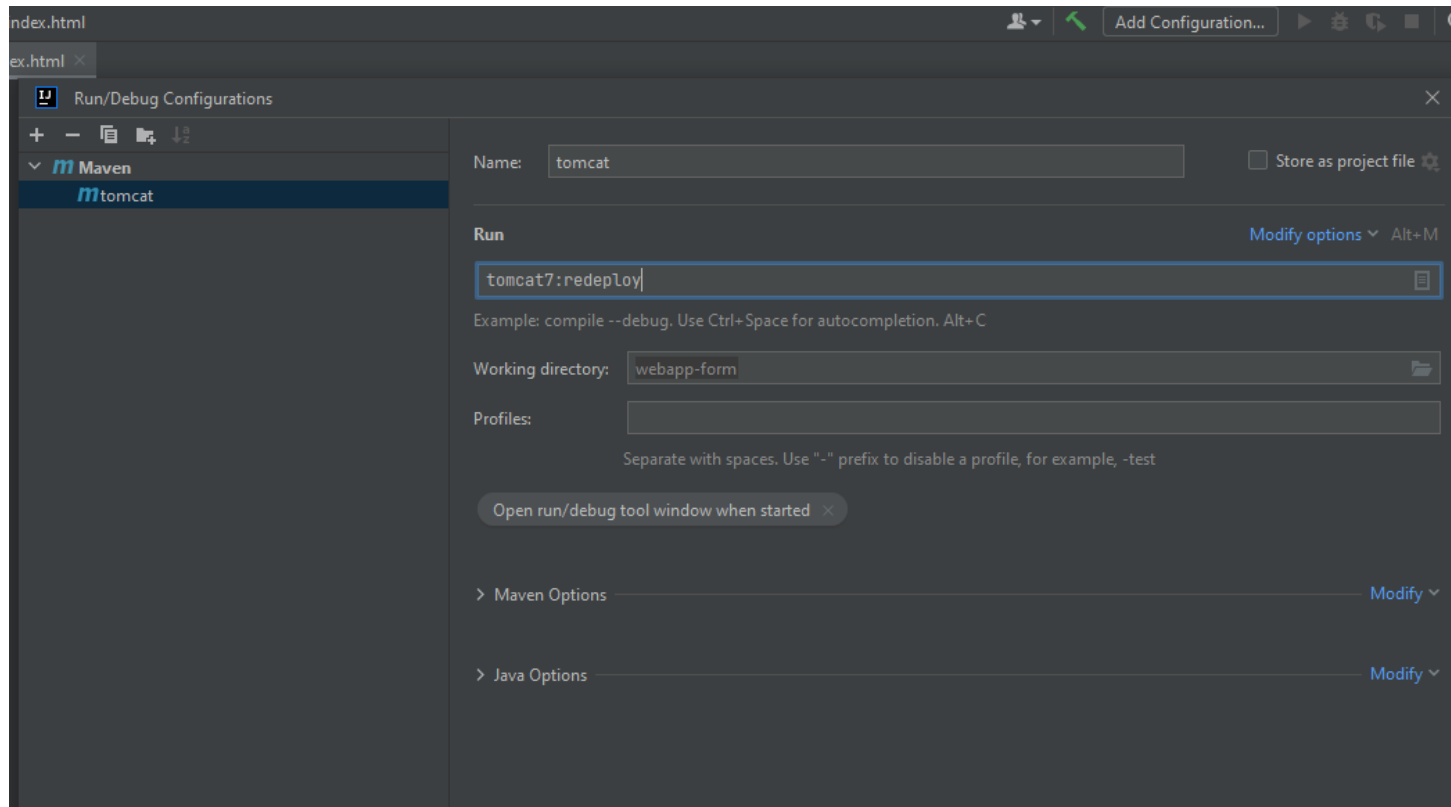 ndex.html
Add Configuration...
ex.html
Run/Debug Configurations
Maven
tomcat
Name: tomcat
Store as project file
Run
Modify options Alt+M
tomcat7:redeploy
Example: compile --debug. Use Ctrl+Space for autocompletion. Alt+C
Working directory: webapp-form
Profiles:
Separate with spaces. Use "-" prefix to disable a profile, for example, -test
Open run/debug tool window when started
Maven Options Modify
Java Options Modify